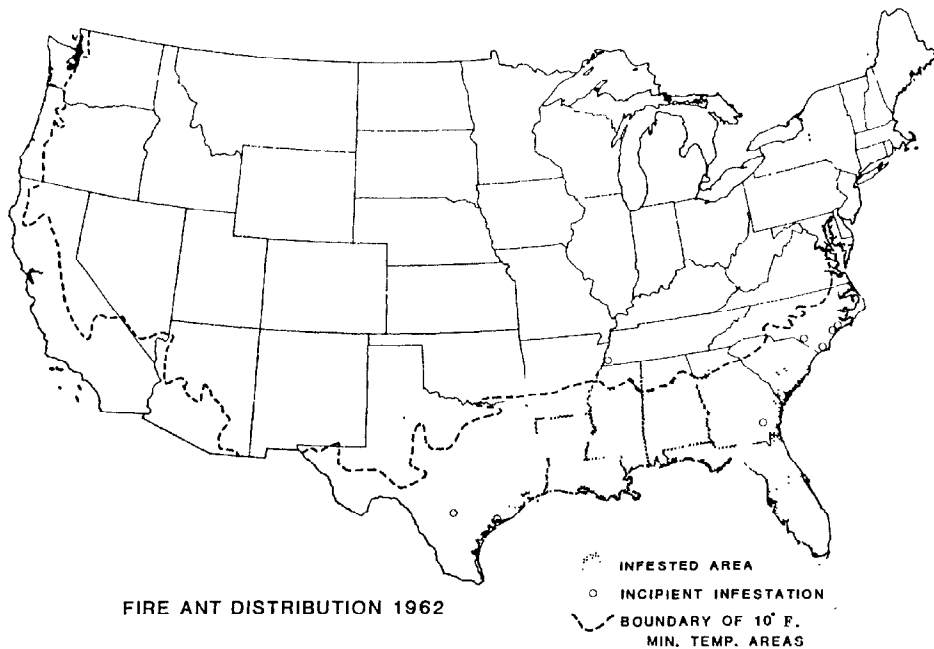 FIRE ANT DISTRIBUTION 1962
INFESTED AREA
INCIPIENT INFESTATION
BOUNDARY OF 10° F.
MIN. TEMP. AREAS